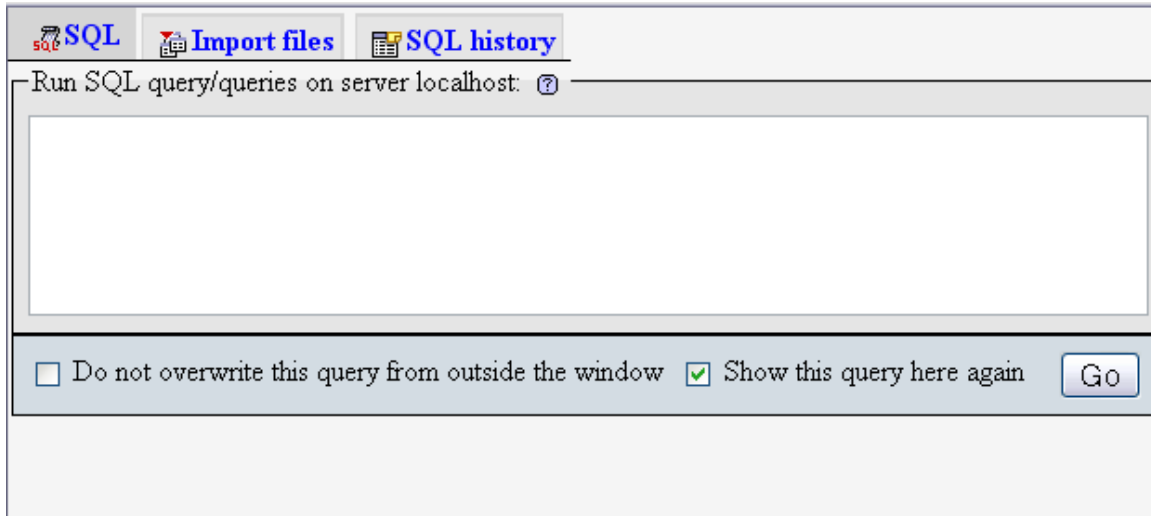 SQL Import files SQL history
Run SQL query/queries on server localhost:
Do not overwrite this query from outside the window Show this query here again Go